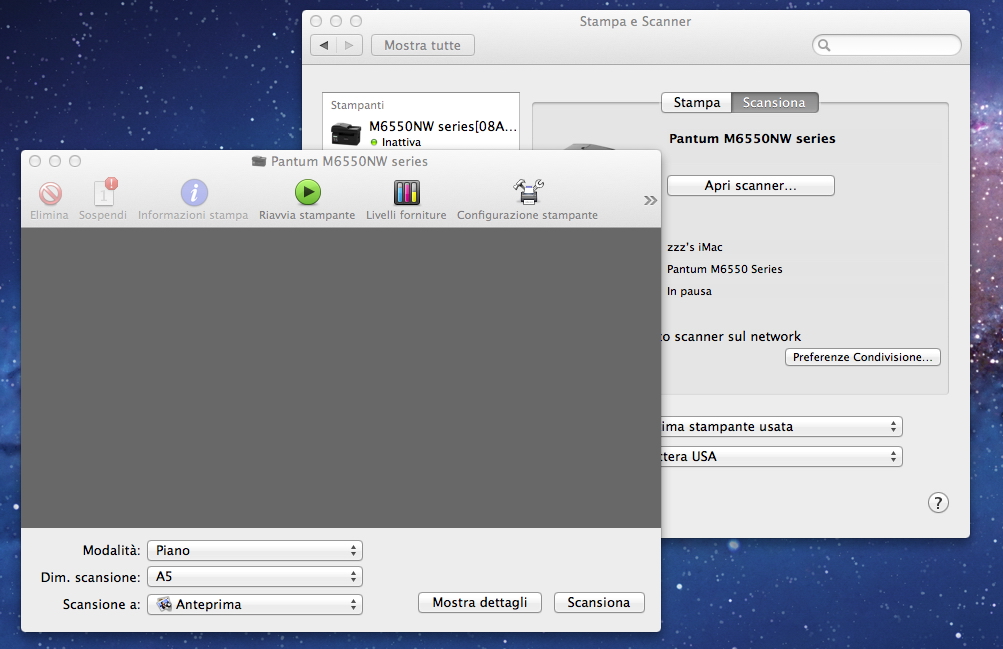 Stampa e Scanner
Mostra tutte
Stampanti
M6550NW series[08A...
Inattiva
Stampa
Scansiona
Pantum M6550NW series
Apri scanner...
zzz's iMac
Pantum M6550 Series
In pausa
o scanner sul network
Preferenze Condivisione...
ima stampante usata
ttera USA
?
Pantum M6550NW series
Elimina
Sospendi
Informazioni stampa
Riavvia stampante
Livelli forniture
Configurazione stampante
»
Modalità: Piano
Dim. scansione: A5
Scansione a: Anteprima
Mostra dettagli
Scansiona